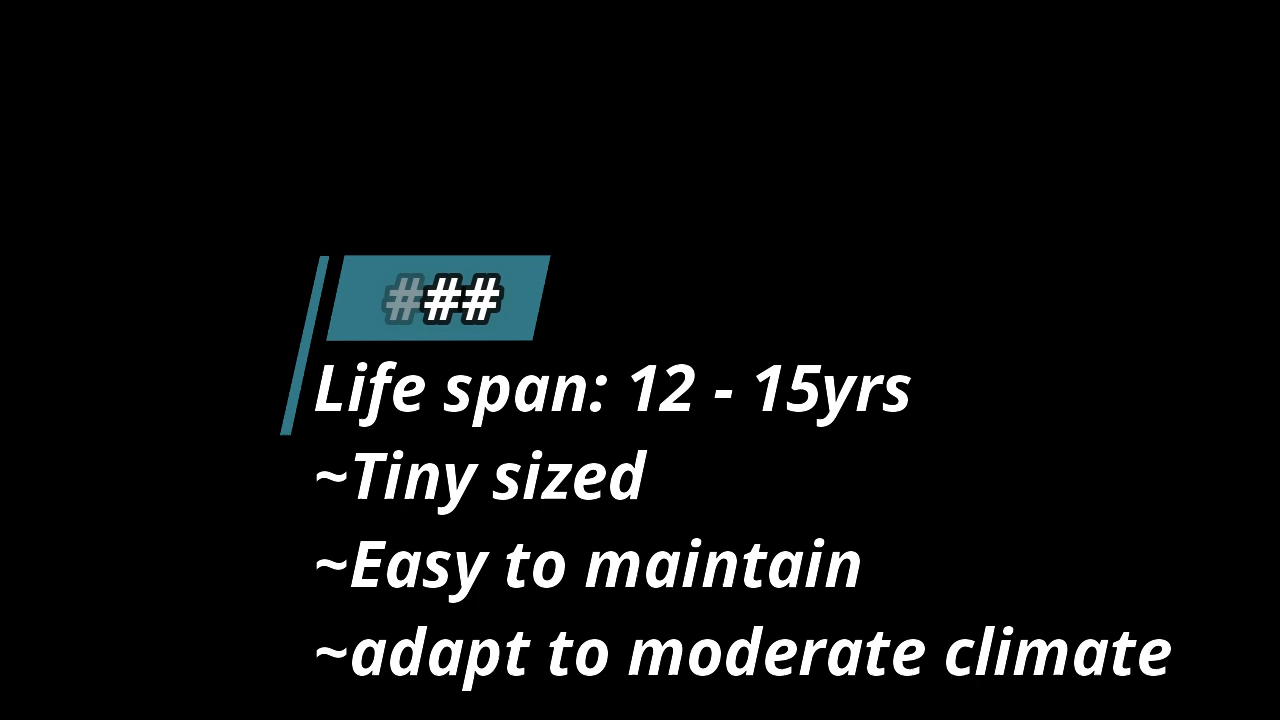 ###
Life span: 12 - 15yrs
~Tiny sized
~Easy to maintain
~adapt to moderate climate